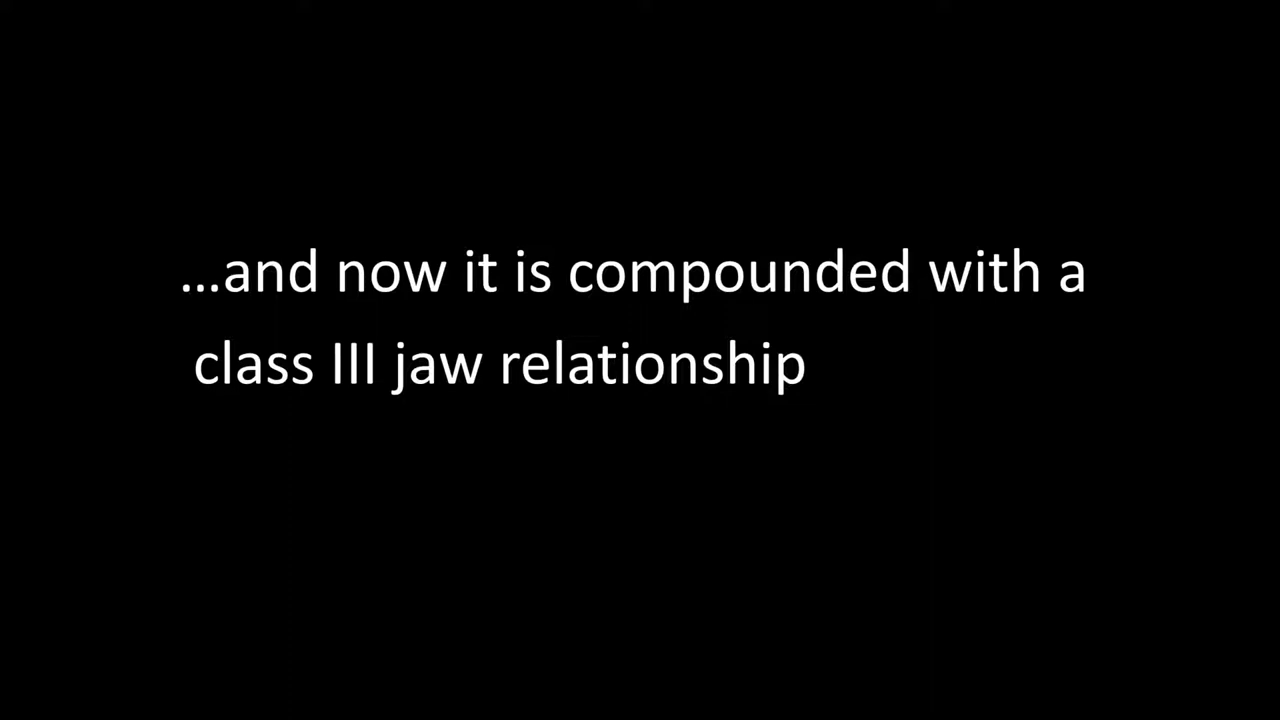 ...and now it is compounded with a
class III jaw relationship